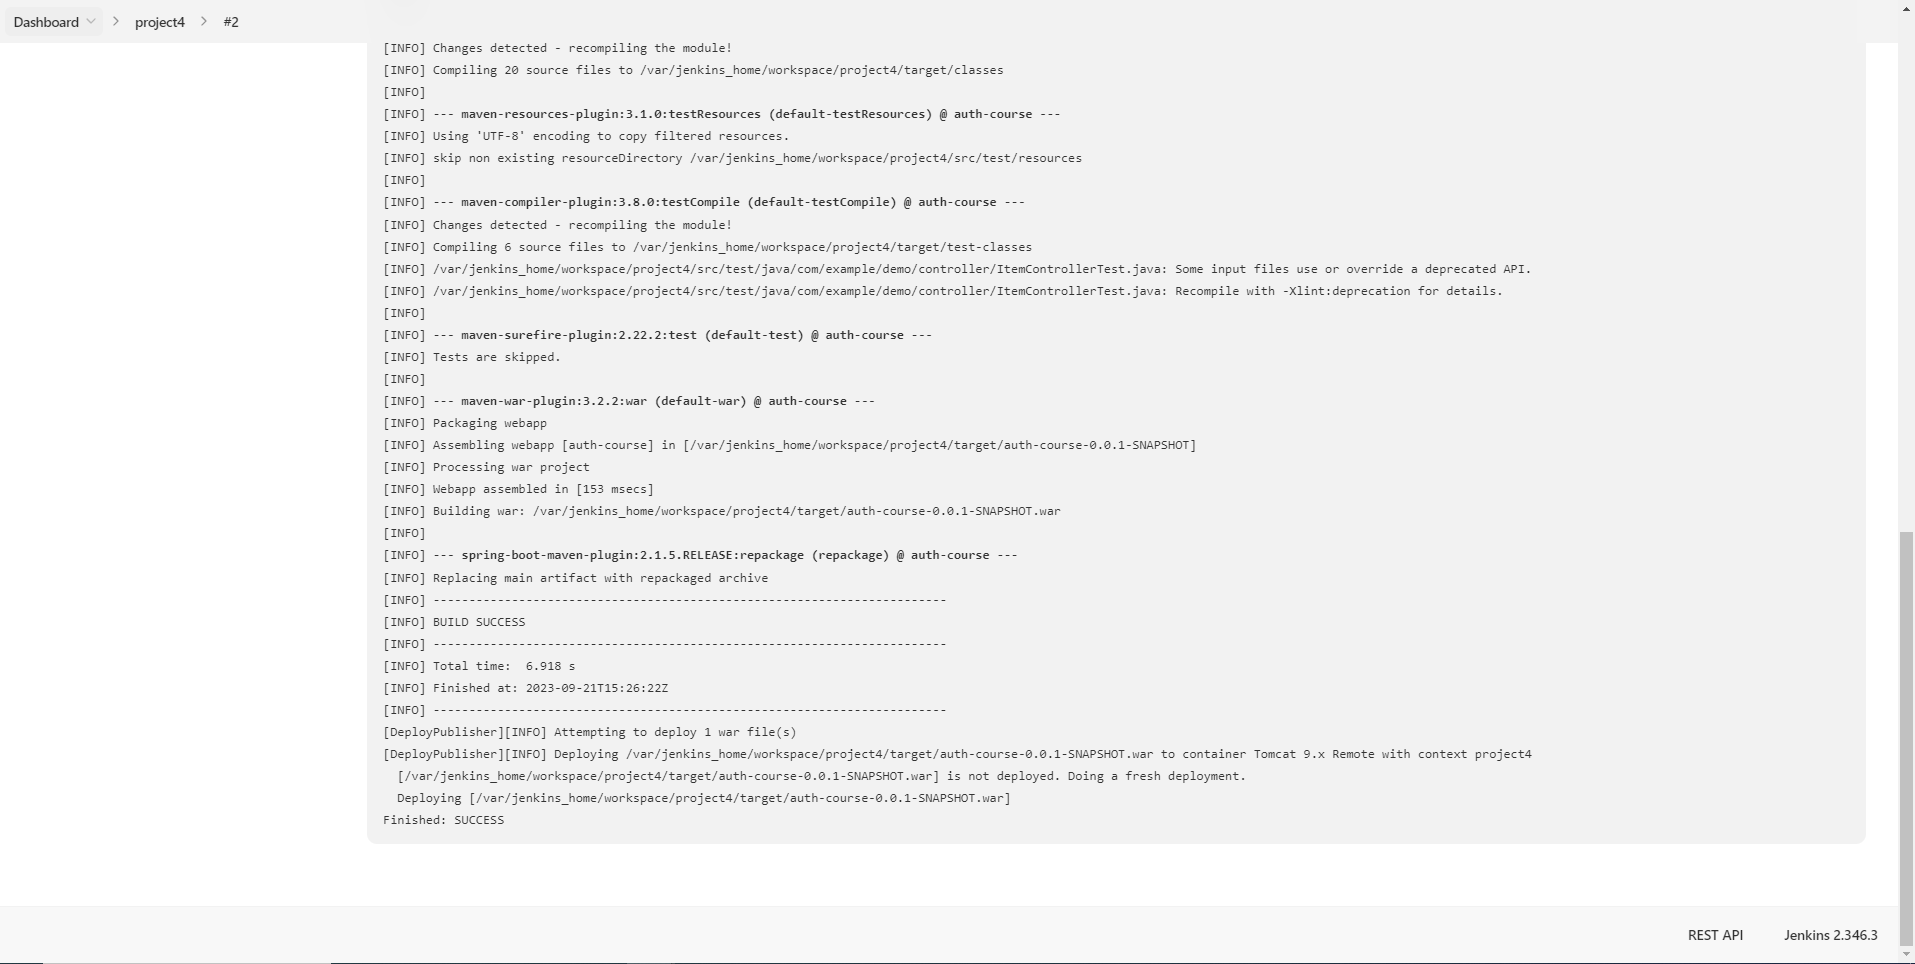 Dashboard
project4
#2
[INFO] Changes detected - recompiling the module!
[INFO] Compiling 20 source files to /var/jenkins_home/workspace/project4/target/classes
[INFO]
[INFO] --- maven-resources-plugin:3.1.0:testResources (default-testResources) @ auth-course ---
[INFO] Using 'UTF-8' encoding to copy filtered resources.
[INFO] skip non existing resourceDirectory /var/jenkins_home/workspace/project4/src/test/resources
[INFO]
[INFO] --- maven-compiler-plugin:3.8.0:testCompile (default-testCompile) @ auth-course ---
[INFO] Changes detected - recompiling the module!
[INFO] Compiling 6 source files to /var/jenkins_home/workspace/project4/target/test-classes
[INFO] /var/jenkins_home/workspace/project4/src/test/java/com/example/demo/controller/ItemControllerTest.java: Some input files use or override a deprecated API.
[INFO] /var/jenkins_home/workspace/project4/src/test/java/com/example/demo/controller/ItemControllerTest.java: Recompile with -Xlint:deprecation for details.
[INFO]
[INFO] --- maven-surefire-plugin:2.22.2:test (default-test) @ auth-course ---
[INFO] Tests are skipped.
[INFO]
[INFO] --- maven-war-plugin:3.2.2:war (default-war) @ auth-course ---
[INFO] Packaging webapp
[INFO] Assembling webapp [auth-course] in [/var/jenkins_home/workspace/project4/target/auth-course-0.0.1-SNAPSHOT]
[INFO] Processing war project
[INFO] Webapp assembled in [153 msecs]
[INFO] Building war: /var/jenkins_home/workspace/project4/target/auth-course-0.0.1-SNAPSHOT.war
[INFO]
[INFO] --- spring-boot-maven-plugin:2.1.5.RELEASE:repackage (repackage) @ auth-course ---
[INFO] Replacing main artifact with repackaged archive
[INFO] ------------------------------------------------------------------------
[INFO] BUILD SUCCESS
[INFO] ------------------------------------------------------------------------
[INFO] Total time:  6.918 s
[INFO] Finished at: 2023-09-21T15:26:22Z
[INFO] ------------------------------------------------------------------------
[DeployPublisher][INFO] Attempting to deploy 1 war file(s)
[DeployPublisher][INFO] Deploying /var/jenkins_home/workspace/project4/target/auth-course-0.0.1-SNAPSHOT.war to container Tomcat 9.x Remote with context project4
  [/var/jenkins_home/workspace/project4/target/auth-course-0.0.1-SNAPSHOT.war] is not deployed. Doing a fresh deployment.
  Deploying [/var/jenkins_home/workspace/project4/target/auth-course-0.0.1-SNAPSHOT.war]
Finished: SUCCESS
REST API
Jenkins 2.346.3